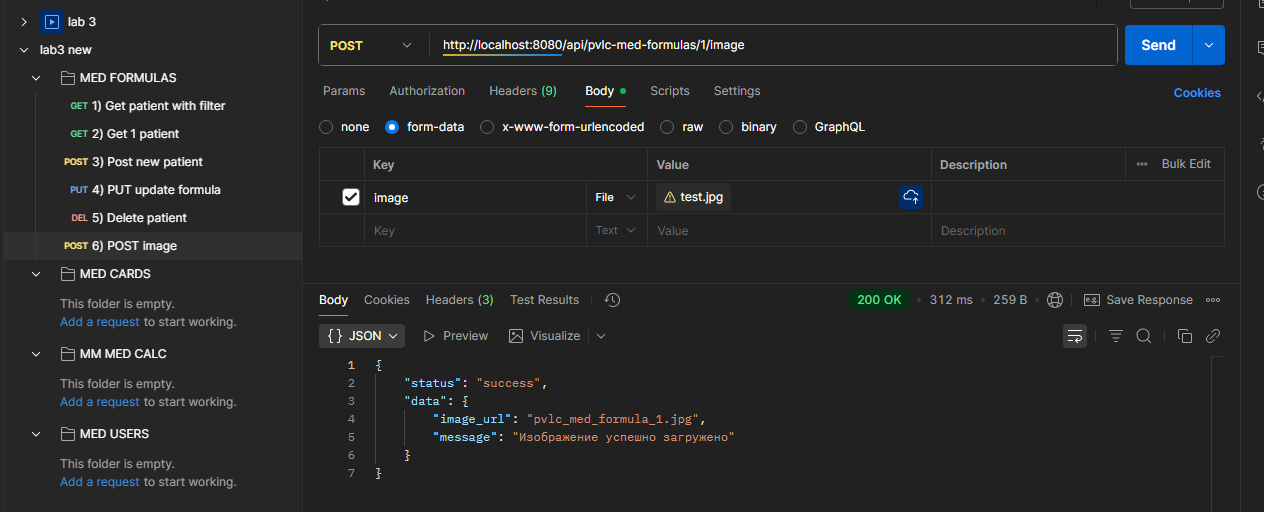 lab 3
lab3 new
MED FORMULAS
GET 1) Get patient with filter
GET 2) Get 1 patient
POST 3) Post new patient
PUT 4) PUT update formula
DEL 5) Delete patient
POST 6) POST image
MED CARDS
This folder is empty.
Add a request to start working.
MM MED CALC
This folder is empty.
Add a request to start working.
MED USERS
This folder is empty.
Add a request to start working.
POST http://localhost:8080/api/pvlc-med-formulas/1/image Send
Params Authorization Headers (9) Body Scripts Settings Cookies
none form-data x-www-form-urlencoded raw binary GraphQL
Key Value Description Bulk Edit
image File test.jpg
Key Text Value Description
Body Cookies Headers (3) Test Results 200 OK 312 ms 259 B e.g. Save Response
{} JSON Preview Visualize
1 {
2 "status": "success",
3 "data": {
4 "image_url": "pvlc_med_formula_1.jpg",
5 "message": "Изображение успешно загружено"
6 }
7 }